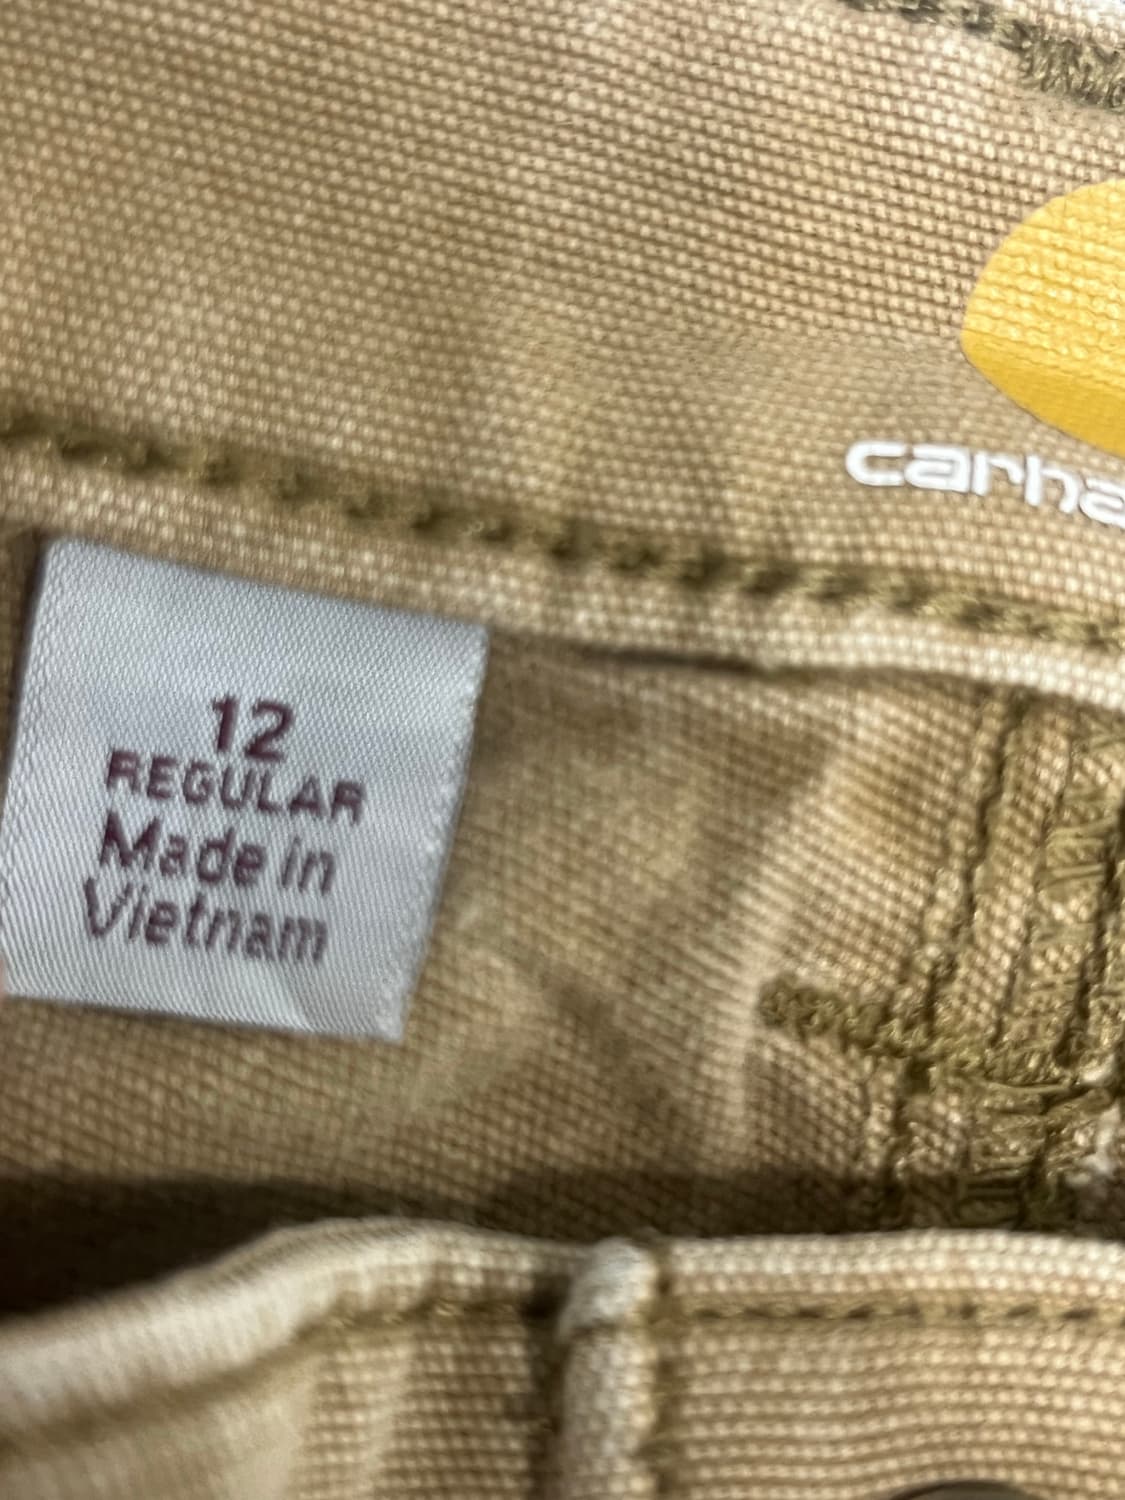 carha
12
REGULAR
Made in
Vietnam